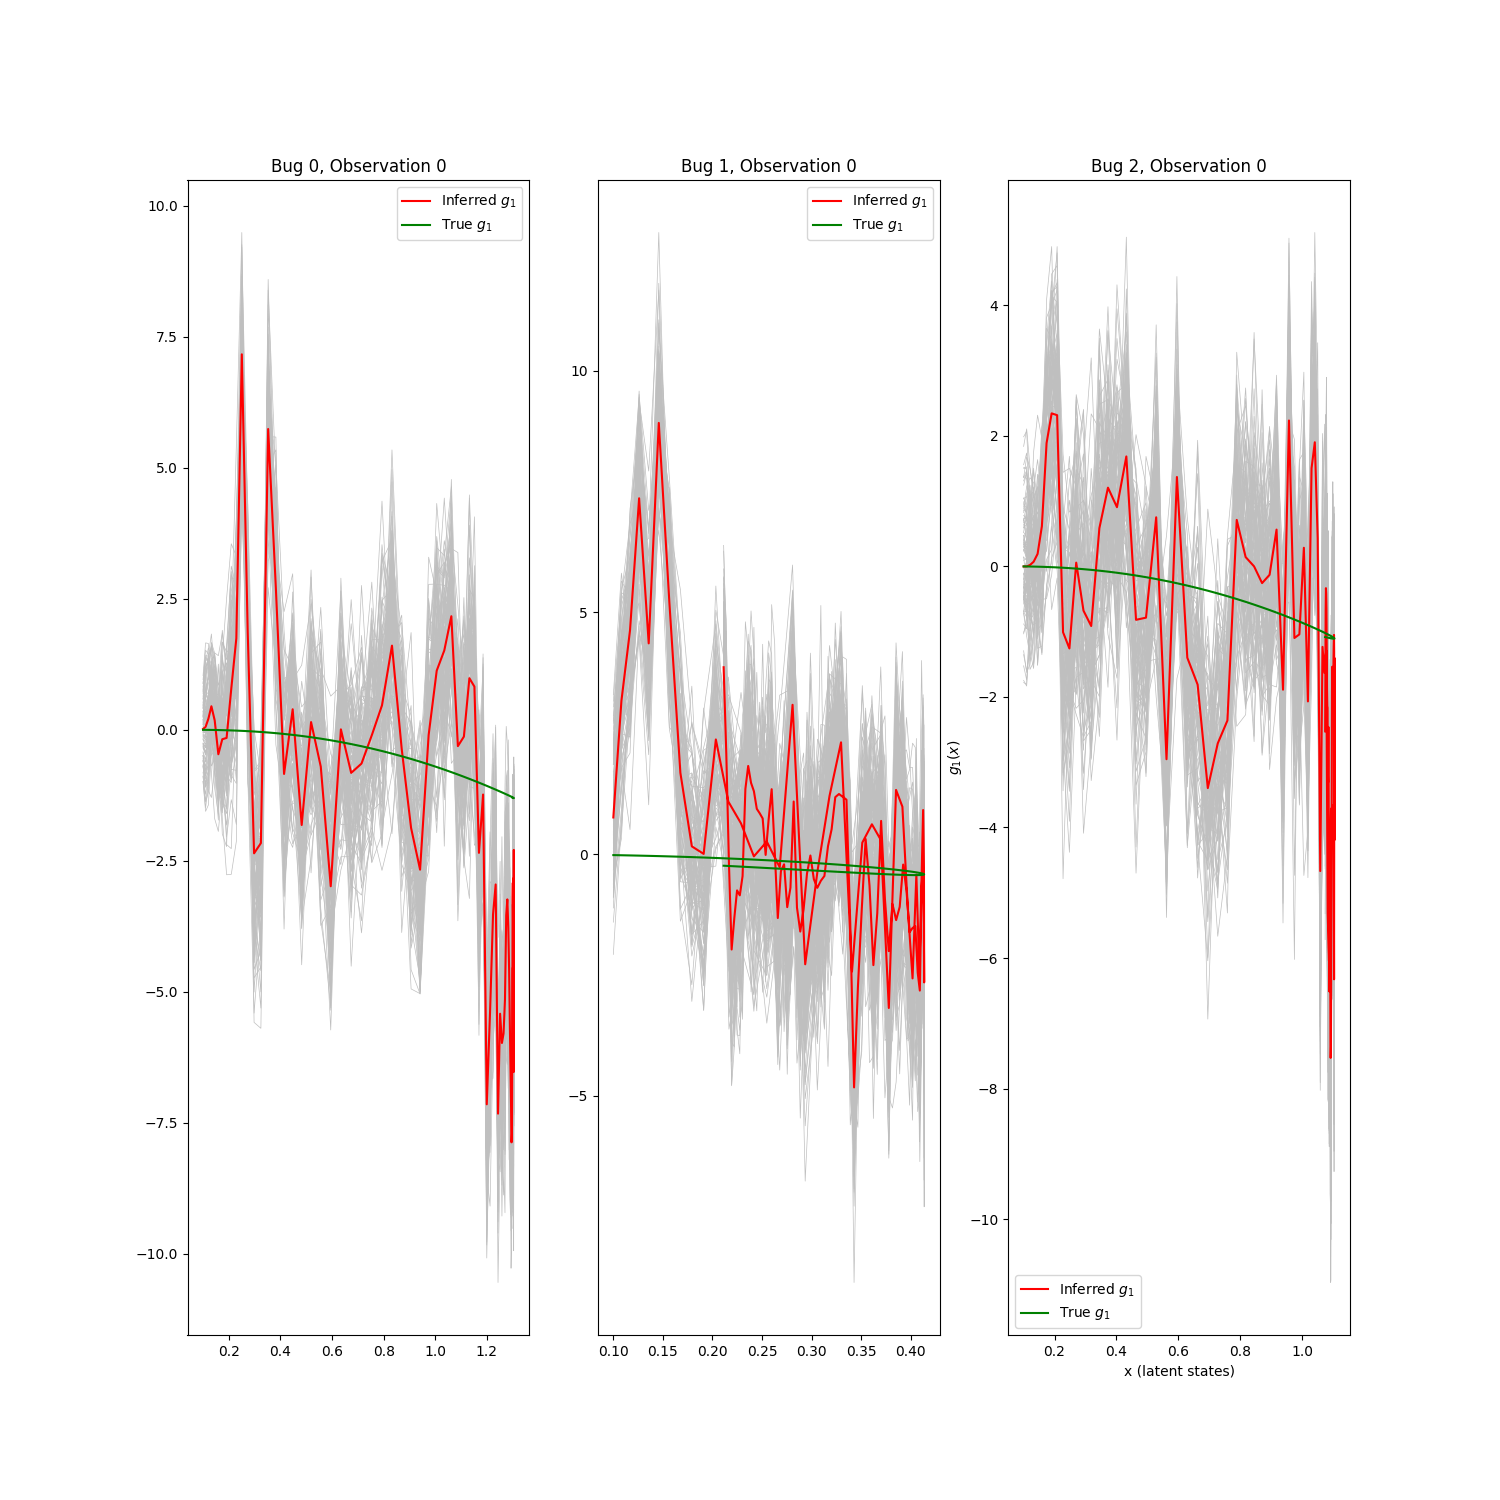 Bug 0, Observation 0
10.0
7.5
5.0
2.5
0.0
−2.5
−5.0
−7.5
−10.0
0.2 0.4 0.6 0.8 1.0 1.2
Inferred g₁
True g₁
Bug 1, Observation 0
10
5
0
−5
0.10 0.15 0.20 0.25 0.30 0.35 0.40
Inferred g₁
True g₁
Bug 2, Observation 0
g₁(x)
4
2
0
−2
−4
−6
−8
−10
0.2 0.4 0.6 0.8 1.0
x (latent states)
Inferred g₁
True g₁